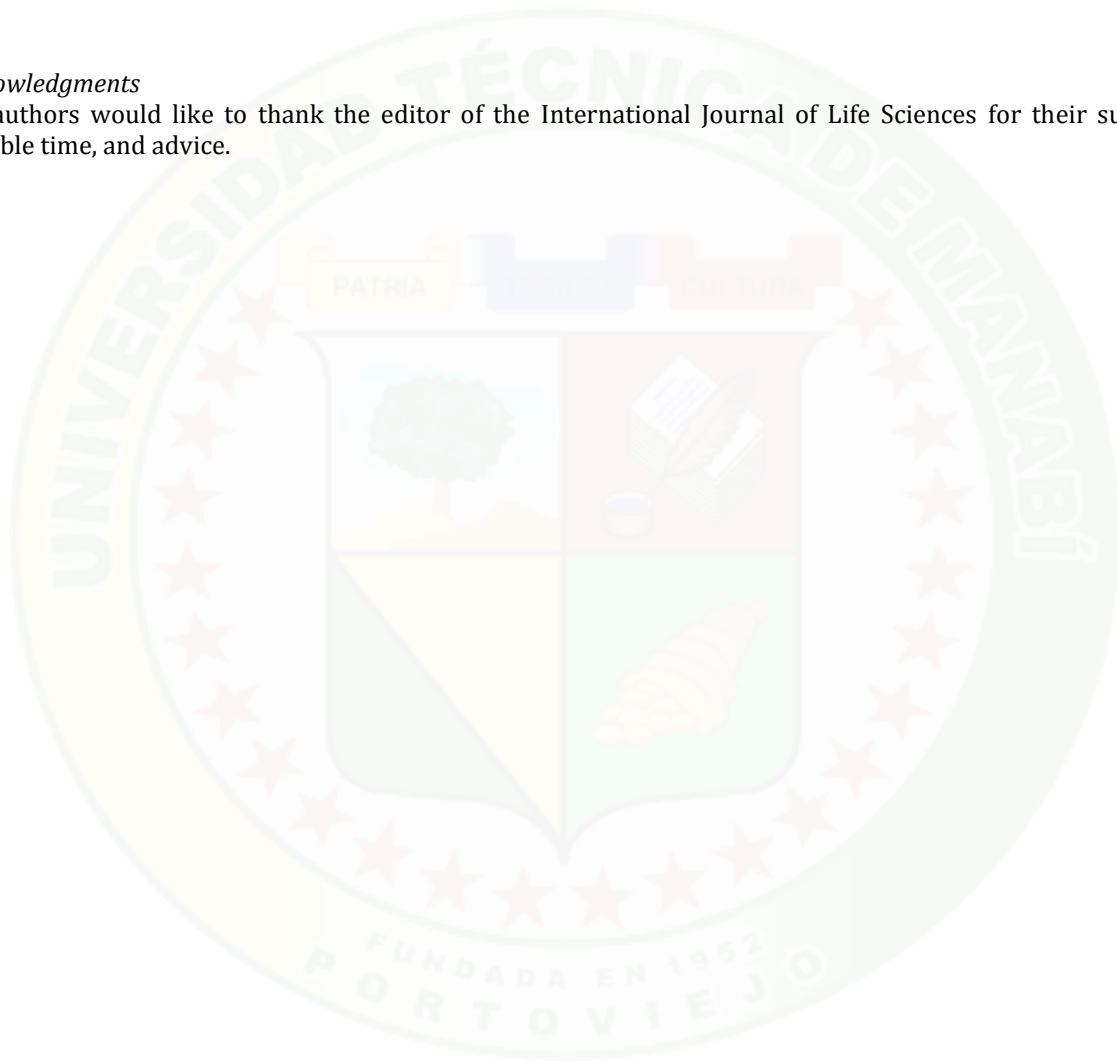 owledgments
authors would like to thank the editor of the International Journal of Life Sciences for their su
ble time, and advice.
UNIVERSIDAD TÉCNICA DE MANABÍ
PATRIA TECNICA CULTURA
FUNDADA EN 1952
PORTOVIEJO